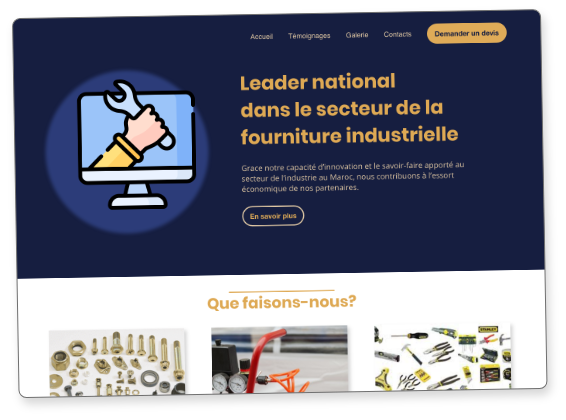 Accueil
Témoignages
Galerie
Contacts
Demander un devis
Leader national
dans le secteur de la
fourniture industrielle
Grace notre capacité d'innovation et le savoir-faire apporté au
secteur de l'industrie au Maroc, nous contribuons à l'essort
économique de nos partenaires.
En savoir plus
Que faisons-nous?
STANLEY